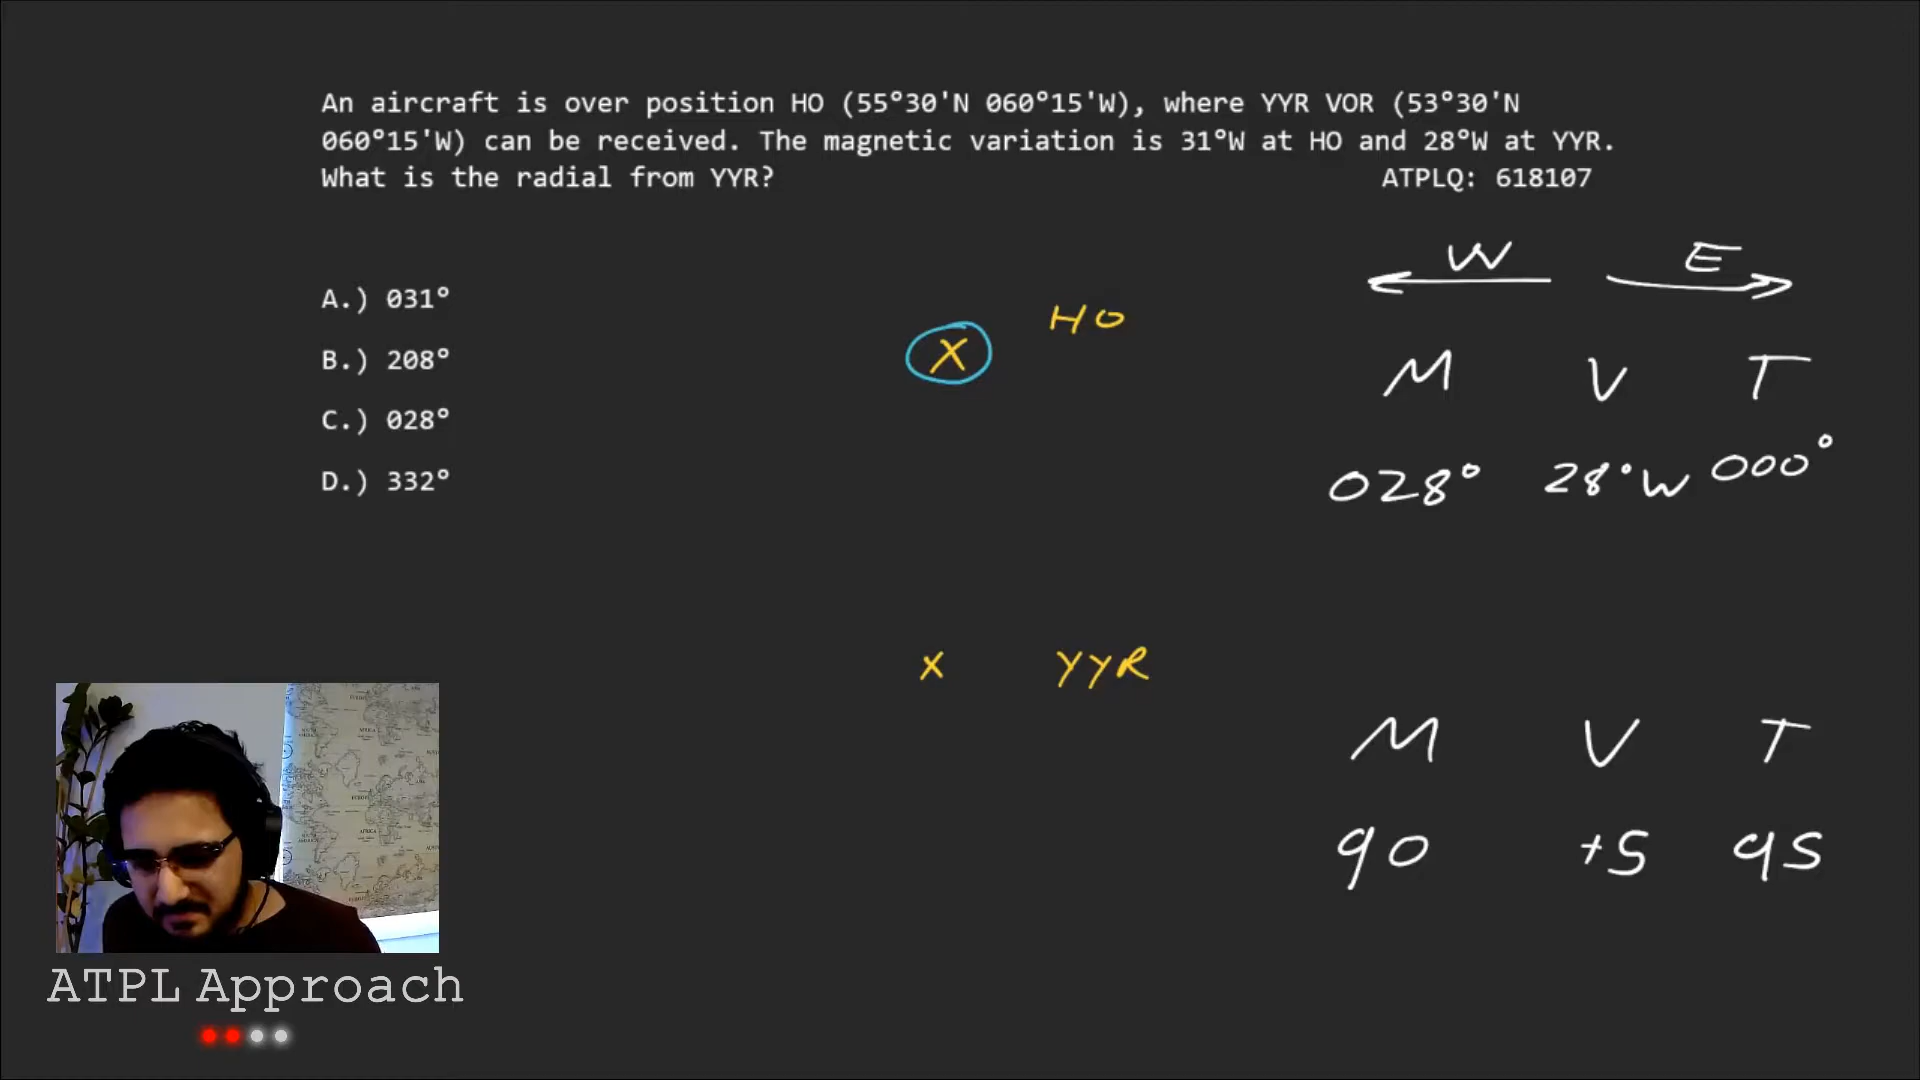 An aircraft is over position HO (55°30'N 060°15'W), where YYR VOR (53°30'N
060°15'W) can be received. The magnetic variation is 31°W at HO and 28°W at YYR.
What is the radial from YYR? ATPLQ: 618107
W E
A.) 031°
HO
X
B.) 208°
M V T
C.) 028°
D.) 332°
028° 28°W 000°
X YYR
M V T
90 +5 95
ATPL Approach